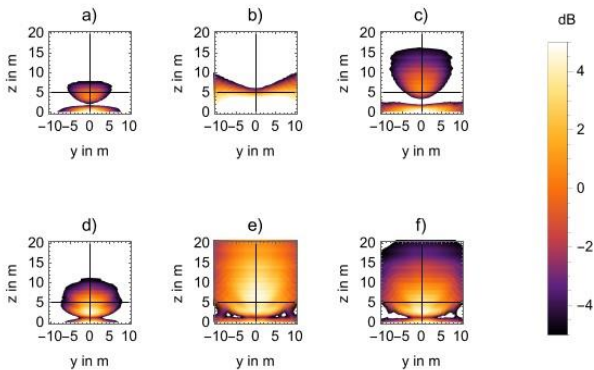 a) b) c) dB
z in m 20 15 10 5 0 z in m 20 15 10 5 0 z in m 20 15 10 5 0
−10 −5 0 5 10 −10 −5 0 5 10 −10 −5 0 5 10
y in m y in m y in m
4
2
0
−2
−4
d) e) f)
z in m 20 15 10 5 0 z in m 20 15 10 5 0 z in m 20 15 10 5 0
−10 −5 0 5 10 −10 −5 0 5 10 −10 −5 0 5 10
y in m y in m y in m